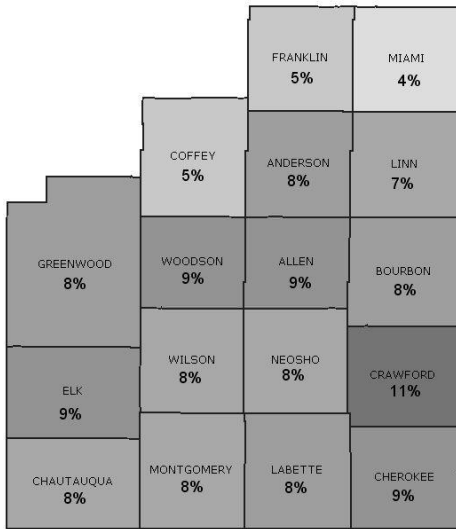 FRANKLIN
5%
MIAMI
4%
COFFEY
5%
ANDERSON
8%
LINN
7%
GREENWOOD
8%
WOODSON
9%
ALLEN
9%
BOURBON
8%
ELK
9%
WILSON
8%
NEOSHO
8%
CRAWFORD
11%
CHAUTAUQUA
8%
MONTGOMERY
8%
LABETTE
8%
CHEROKEE
9%